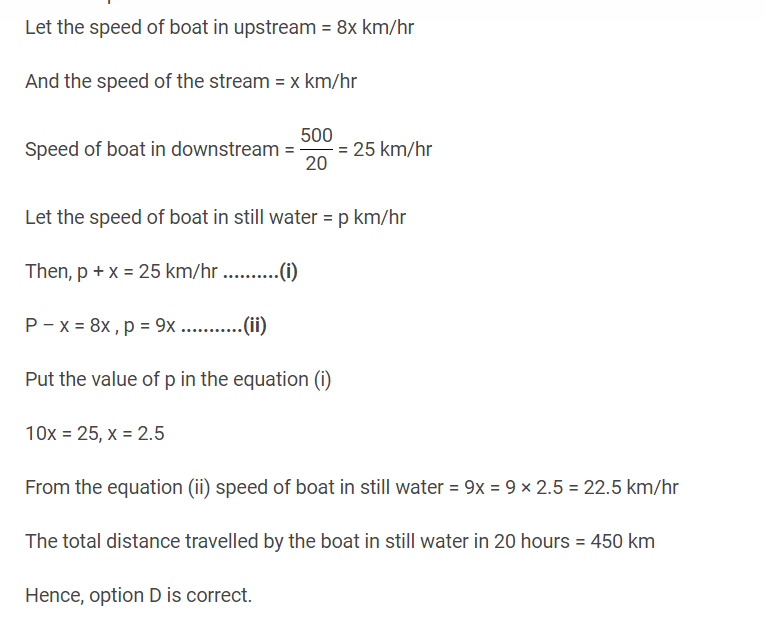 Let the speed of boat in upstream = 8x km/hr
And the speed of the stream = x km/hr
Speed of boat in downstream = 500/20 = 25 km/hr
Let the speed of boat in still water = p km/hr
Then, p + x = 25 km/hr ..........(i)
P – x = 8x , p = 9x ...........(ii)
Put the value of p in the equation (i)
10x = 25, x = 2.5
From the equation (ii) speed of boat in still water = 9x = 9 × 2.5 = 22.5 km/hr
The total distance travelled by the boat in still water in 20 hours = 450 km
Hence, option D is correct.